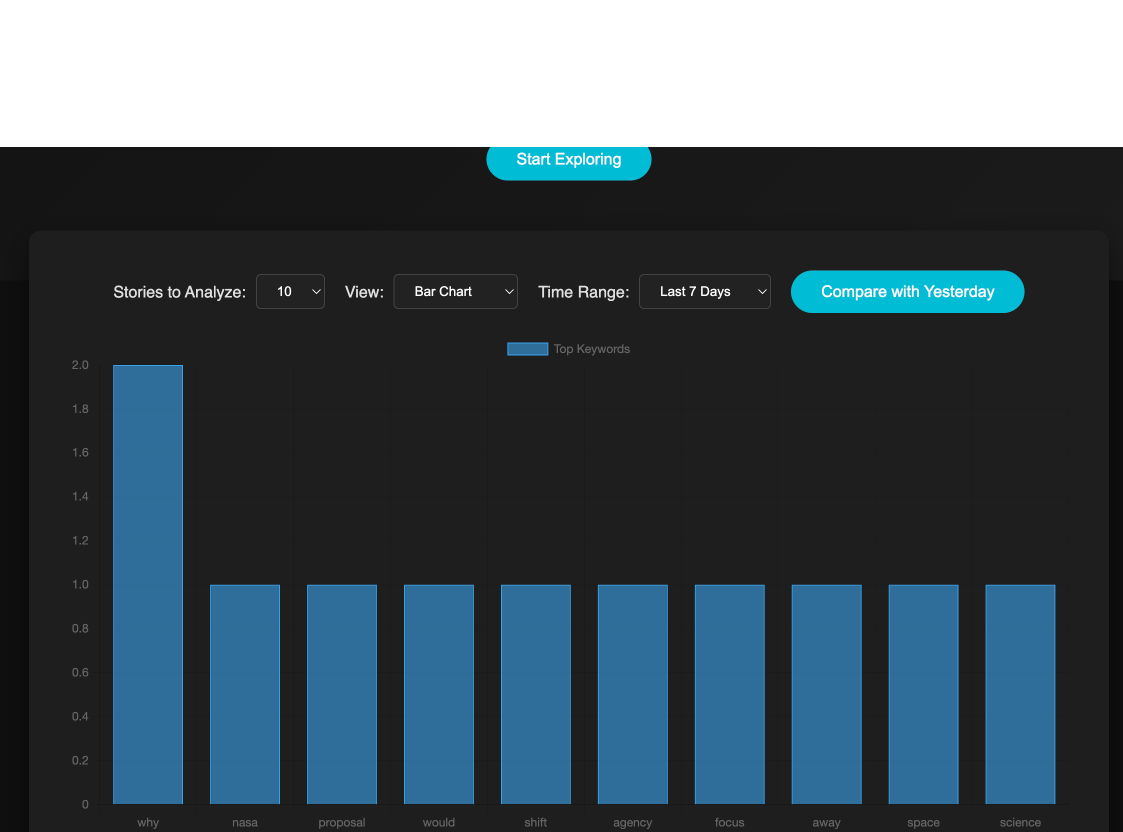 Start Exploring
Stories to Analyze: 10 View: Bar Chart Time Range: Last 7 Days Compare with Yesterday
Top Keywords
2.0
1.8
1.6
1.4
1.2
1.0
0.8
0.6
0.4
0.2
0
why nasa proposal would shift agency focus away space science